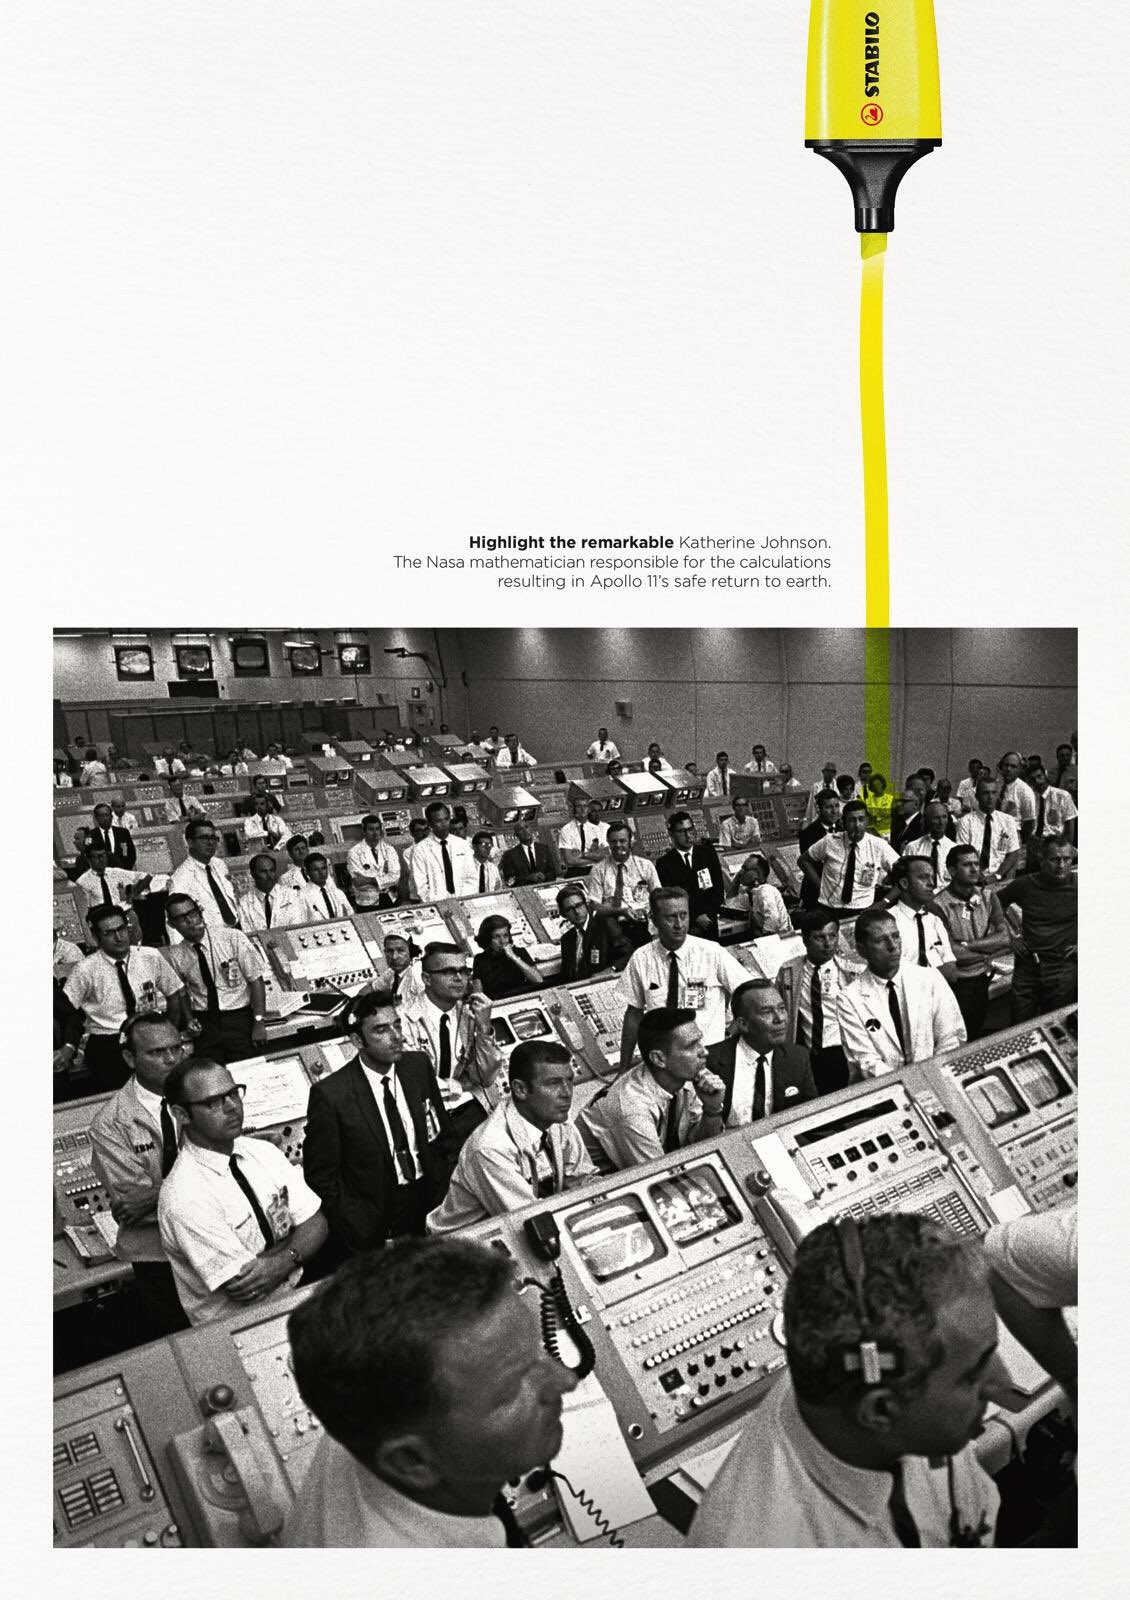 STABILO
Highlight the remarkable Katherine Johnson.
The Nasa mathematician responsible for the calculations
resulting in Apollo 11's safe return to earth.
IBM